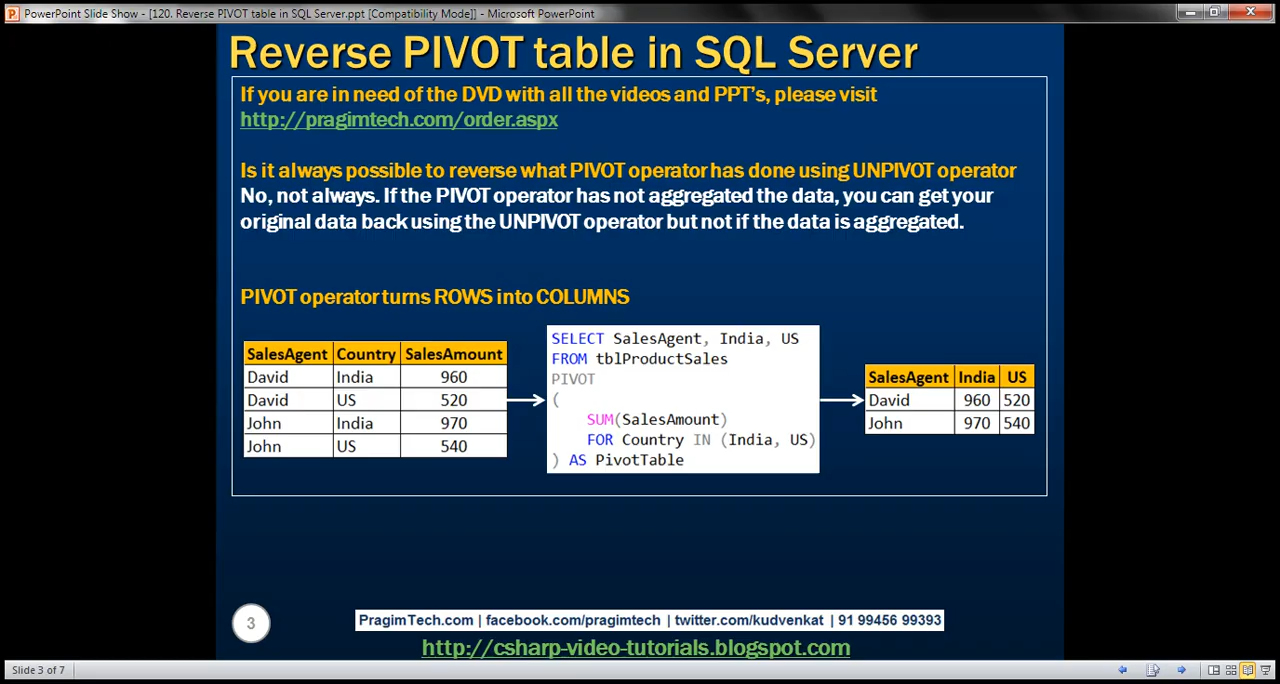 PowerPoint Slide Show - [120. Reverse PIVOT table in SQL Server.ppt [Compatibility Mode]] - Microsoft PowerPoint
Reverse PIVOT table in SQL Server
If you are in need of the DVD with all the videos and PPT's, please visit
http://pragimtech.com/order.aspx
Is it always possible to reverse what PIVOT operator has done using UNPIVOT operator
No, not always. If the PIVOT operator has not aggregated the data, you can get your
original data back using the UNPIVOT operator but not if the data is aggregated.
PIVOT operator turns ROWS into COLUMNS
SalesAgent Country SalesAmount
David India 960
David US 520
John India 970
John US 540
SELECT SalesAgent, India, US
FROM tblProductSales
PIVOT
(
SUM(SalesAmount)
FOR Country IN (India, US)
) AS PivotTable
SalesAgent India US
David 960 520
John 970 540
3
PragimTech.com | facebook.com/pragimtech | twitter.com/kudvenkat | 91 99456 99393
http://csharp-video-tutorials.blogspot.com
Slide 3 of 7